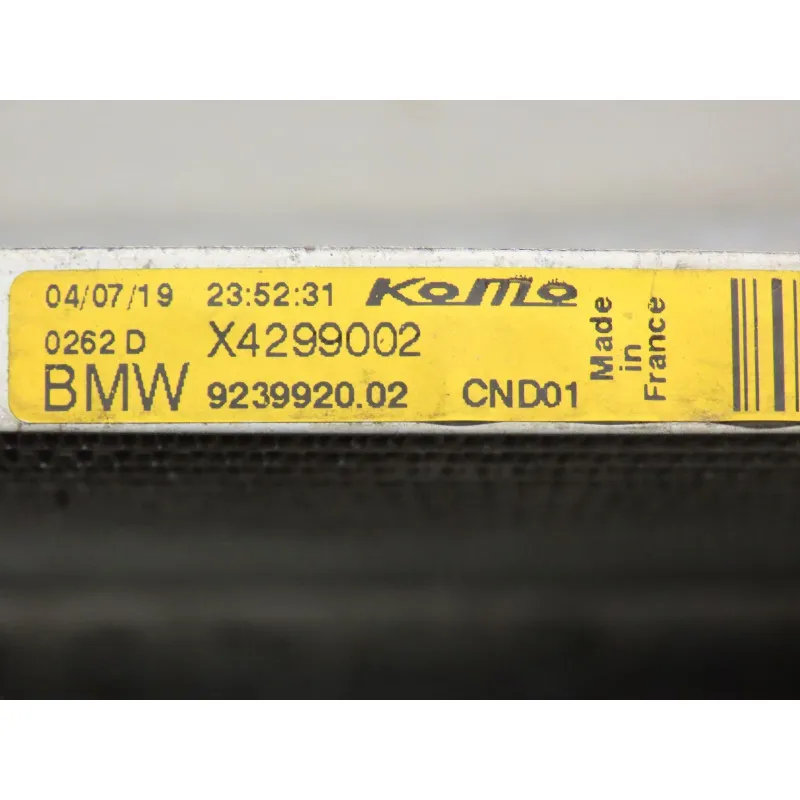 04/07/19 23:52:31 KoMo
0262 D X4299002
BMW 9239920.02 CND01
Made
in
France